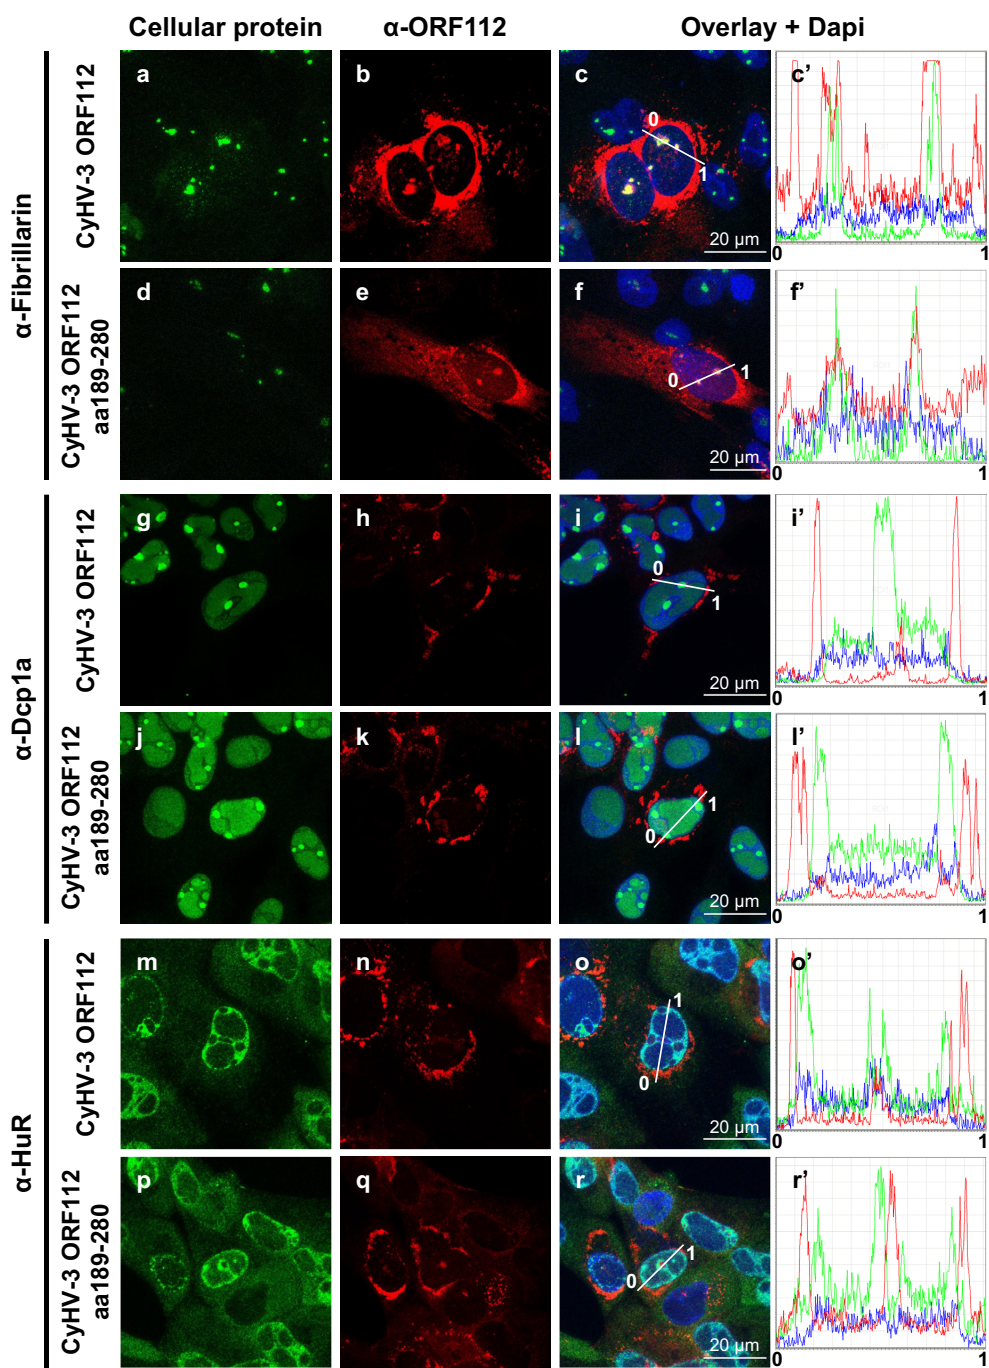 Cellular protein α-ORF112 Overlay + Dapi
α-Fibrillarin
CyHV-3 ORF112
a b c c’
0
1
20 µm
0 1
CyHV-3 ORF112
aa189-280
d e f f’
0 1
20 µm
0 1
α-Dcp1a
CyHV-3 ORF112
g h i i’
0
1
20 µm
0 1
CyHV-3 ORF112
aa189-280
j k l l’
1
0
20 µm
0 1
α-HuR
CyHV-3 ORF112
m n o o’
1
0
20 µm
0 1
CyHV-3 ORF112
aa189-280
p q r r’
1
0
20 µm
0 1